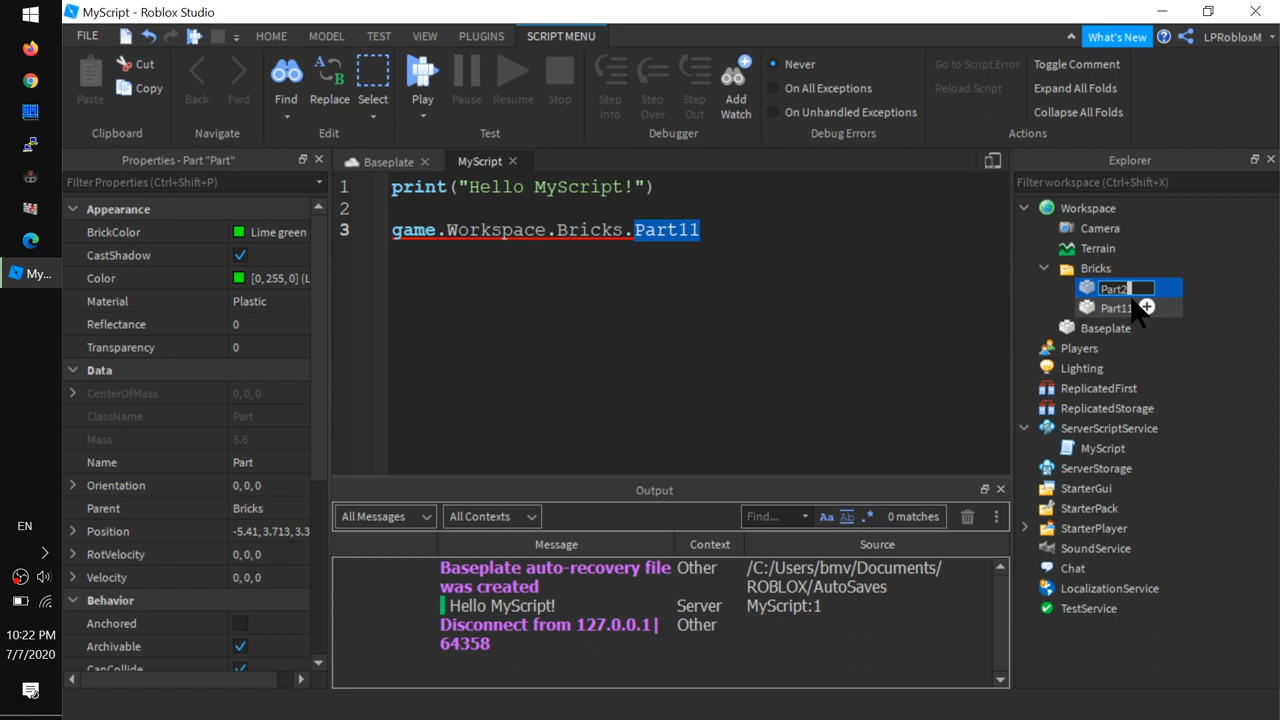 MyScript - Roblox Studio
FILE HOME MODEL TEST VIEW PLUGINS SCRIPT MENU What's New LPRobloxM
Paste Cut Copy Back Fwd Find Replace Select Play Pause Resume Stop Step Into Step Over Step Out Add Watch
Never
On All Exceptions
On Unhandled Exceptions
Go to Script Error
Reload Script
Toggle Comment
Expand All Folds
Collapse All Folds
Clipboard Navigate Edit Test Debugger Debug Errors Actions
Properties - Part "Part"
Filter Properties (Ctrl+Shift+P)
Appearance
BrickColor Lime green
CastShadow
Color [0, 255, 0] (L
Material Plastic
Reflectance 0
Transparency 0
Data
CenterOfMass 0, 0, 0
ClassName Part
Mass 5.6
Name Part
Orientation 0, 0, 0
Parent Bricks
Position -5.41, 3.713, 3.3
RotVelocity 0, 0, 0
Velocity 0, 0, 0
Behavior
Anchored
Archivable
CanCollide
Baseplate MyScript
1 print("Hello MyScript!")
2
3 game.Workspace.Bricks.Part11
Output
All Messages All Contexts Find... Aa Ab .* 0 matches
Message Context Source
Baseplate auto-recovery file Other /C:/Users/bmv/Documents/
was created ROBLOX/AutoSaves
Hello MyScript! Server MyScript:1
Disconnect from 127.0.0.1| Other
64358
Explorer
Filter workspace (Ctrl+Shift+X)
Workspace
Camera
Terrain
Bricks
Part2
Part11
Baseplate
Players
Lighting
ReplicatedFirst
ReplicatedStorage
ServerScriptService
MyScript
ServerStorage
StarterGui
StarterPack
StarterPlayer
SoundService
Chat
LocalizationService
TestService
My...
EN
10:22 PM
7/7/2020